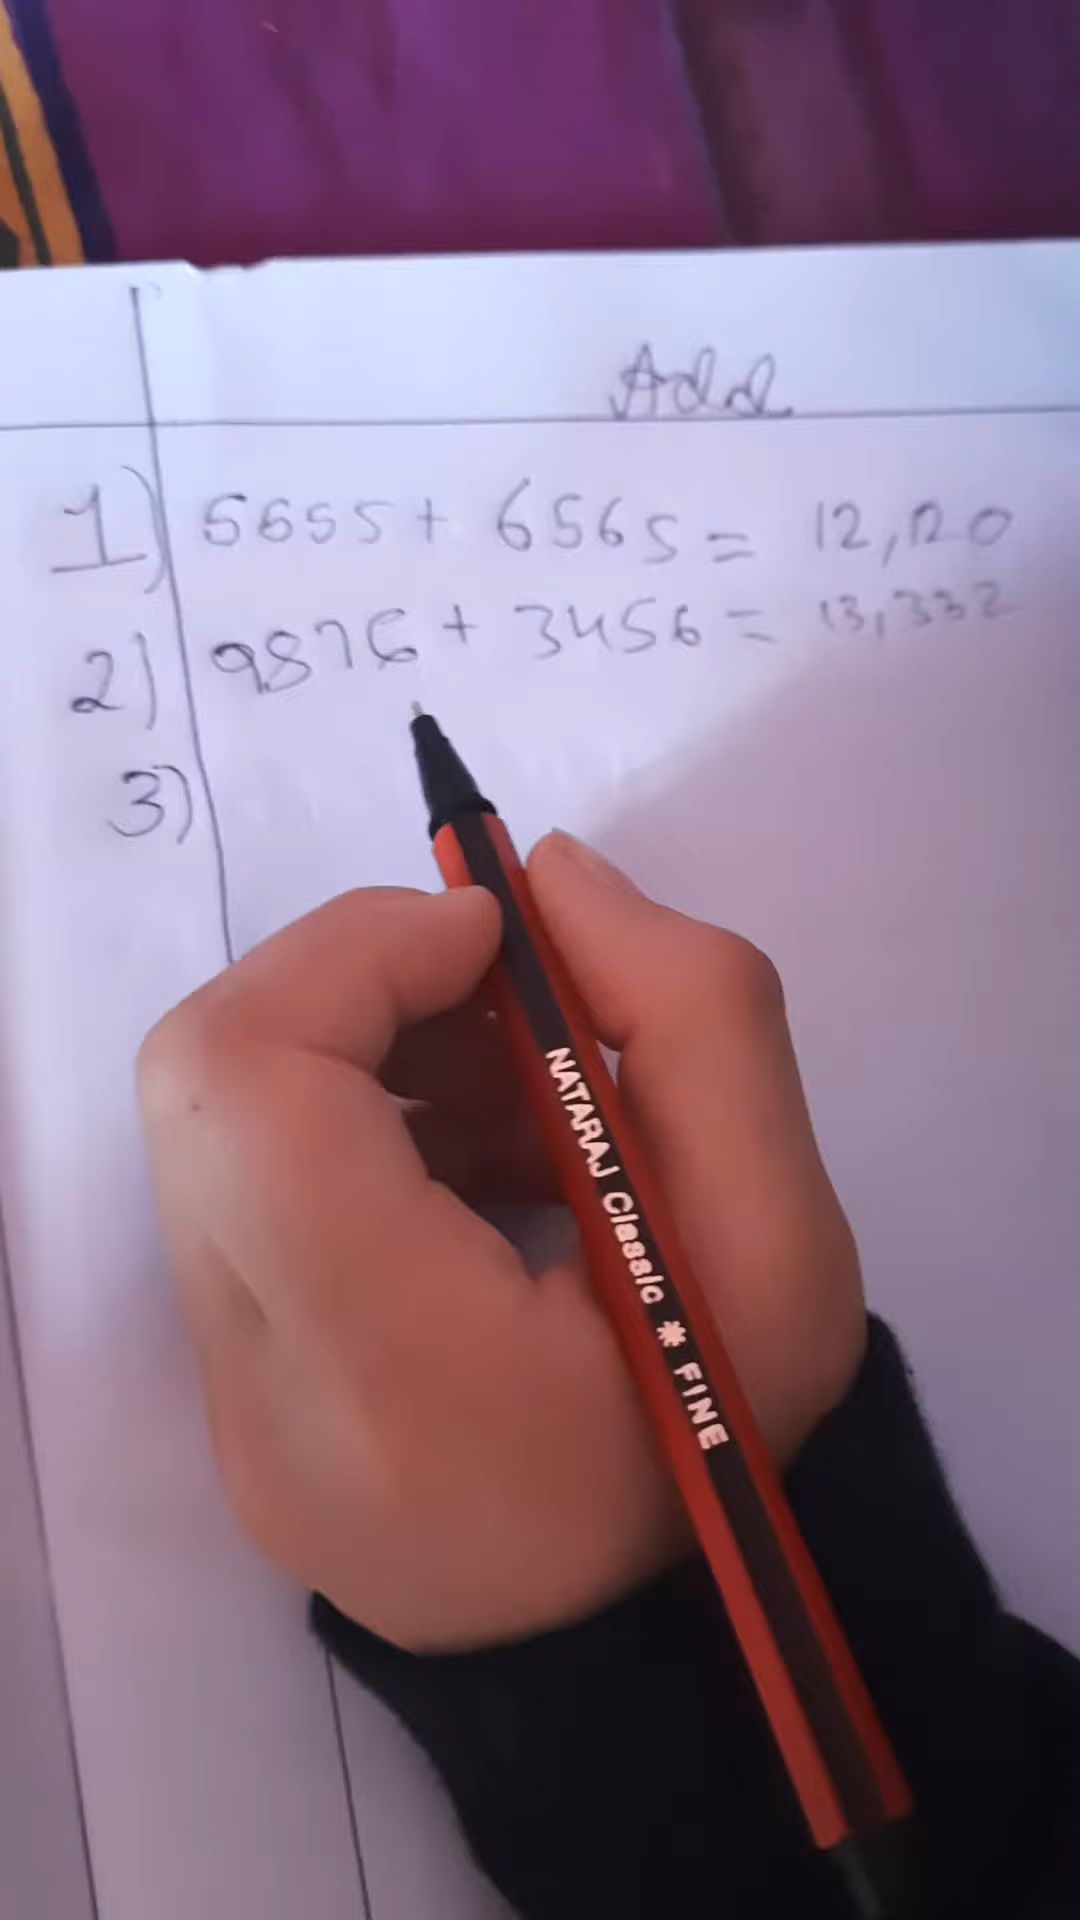 Add
1) 5655 + 6565 = 12,120
2) 9876 + 3456 = 13,332
3)
NATARAJ Classic * FINE